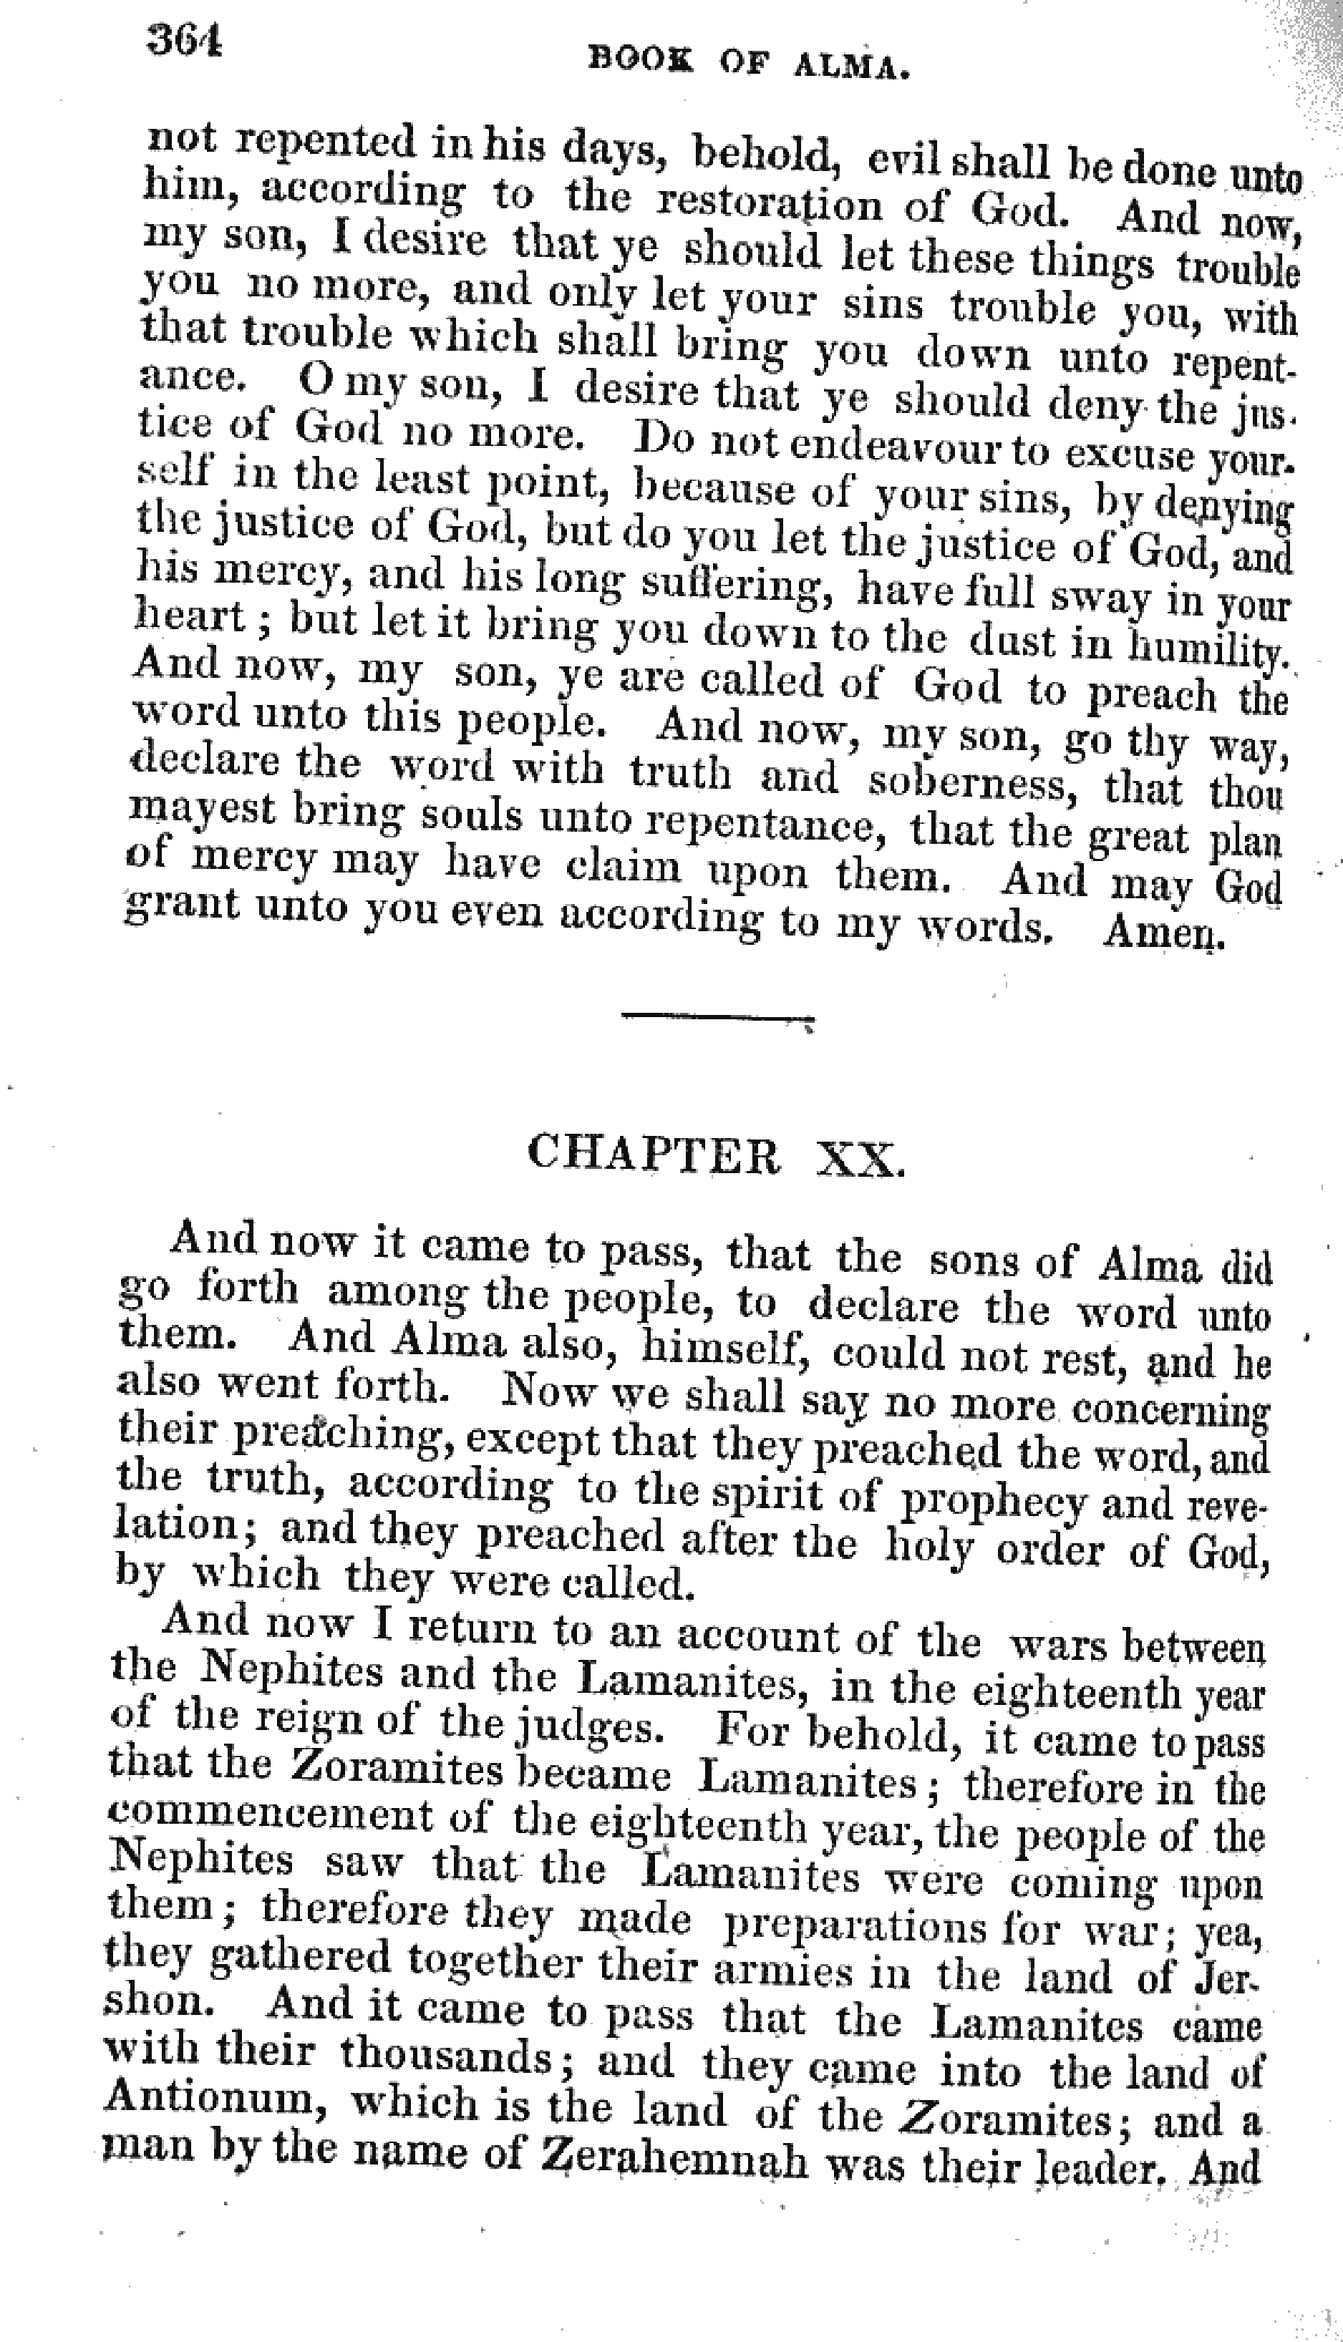 364
BOOK OF ALMA.
not repented in his days, behold, evil shall be done unto
him, according to the restoration of God. And now,
my son, I desire that ye should let these things trouble
you no more, and only let your sins trouble you, with
that trouble which shall bring you down unto repent-
ance. O my son, I desire that ye should deny the jus-
tice of God no more. Do not endeavour to excuse your-
self in the least point, because of your sins, by denying
the justice of God, but do you let the justice of God, and
his mercy, and his long suffering, have full sway in your
heart; but let it bring you down to the dust in humility.
And now, my son, ye are called of God to preach the
word unto this people. And now, my son, go thy way,
declare the word with truth and soberness, that thou
mayest bring souls unto repentance, that the great plan
of mercy may have claim upon them. And may God
grant unto you even according to my words. Amen.
CHAPTER XX.
And now it came to pass, that the sons of Alma did
go forth among the people, to declare the word unto
them. And Alma also, himself, could not rest, and he
also went forth. Now we shall say no more concerning
their preaching, except that they preached the word, and
the truth, according to the spirit of prophecy and reve-
lation; and they preached after the holy order of God,
by which they were called.
And now I return to an account of the wars between
the Nephites and the Lamanites, in the eighteenth year
of the reign of the judges. For behold, it came to pass
that the Zoramites became Lamanites; therefore in the
commencement of the eighteenth year, the people of the
Nephites saw that the Lamanites were coming upon
them; therefore they made preparations for war; yea,
they gathered together their armies in the land of Jer-
shon. And it came to pass that the Lamanites came
with their thousands; and they came into the land of
Antionum, which is the land of the Zoramites; and a
man by the name of Zerahemnah was their leader. And